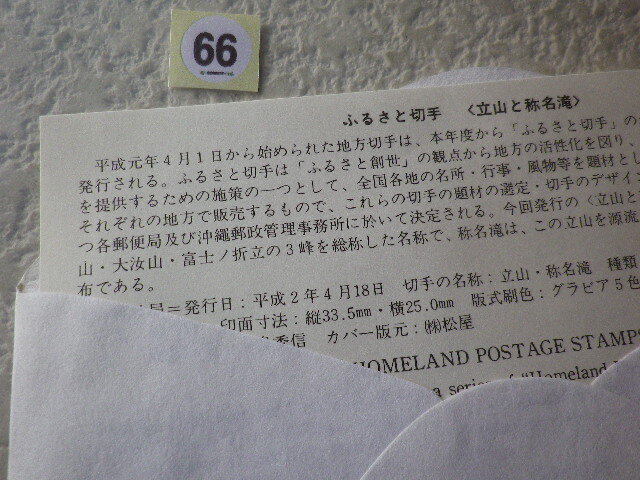 66
ふるさと切手 〈立山と称名滝〉
平成元年4月1日から始められた地方切手は、本年度から「ふるさと切手」の
発行される。ふるさと切手は「ふるさと創世」の観点から地方の活性化を図り、
を提供するための施策の一つとして、全国各地の名所・行事・風物等を題材とし
それぞれの地方で販売するもので、これらの切手の題材の選定・切手のデザイン
つ各郵便局及び沖縄郵政管理事務所に於いて決定される。今回発行の〈立山と
山・大汝山・富士ノ折立の3峰を総称した名称で、称名滝は、この立山を源流
布である。
局=発行日:平成2年4月18日 切手の名称:立山・称名滝 種類
印面寸法:縦33.5mm・横25.0mm 版式刷色:グラビア5色
秀信 カバー版元:㈱松屋
HOMELAND POSTAGE STAMPS
a series of "Homeland